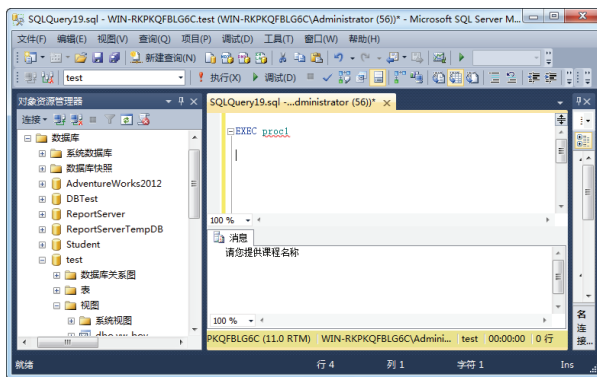 SQLQuery19.sql - WIN-RKPKQFBLG6C.test (WIN-RKPKQFBLG6C\Administrator (56))* - Microsoft SQL Server M...
文件(F) 编辑(E) 视图(V) 查询(Q) 项目(P) 调试(D) 工具(T) 窗口(W) 帮助(H)
新建查询(N)
test 执行(X) 调试(D)
对象资源管理器
SQLQuery19.sql -...dministrator (56))*
连接
数据库
系统数据库
数据库快照
AdventureWorks2012
DBTest
ReportServer
ReportServerTempDB
Student
test
数据库关系图
表
视图
系统视图
EXEC proc1
100 %
消息
请您提供课程名称
100 %
PKQFBLG6C (11.0 RTM) WIN-RKPKQFBLG6C\Admini... test 00:00:00 0 行
名
连
接...
就绪 行 4 列 1 字符 1 Ins